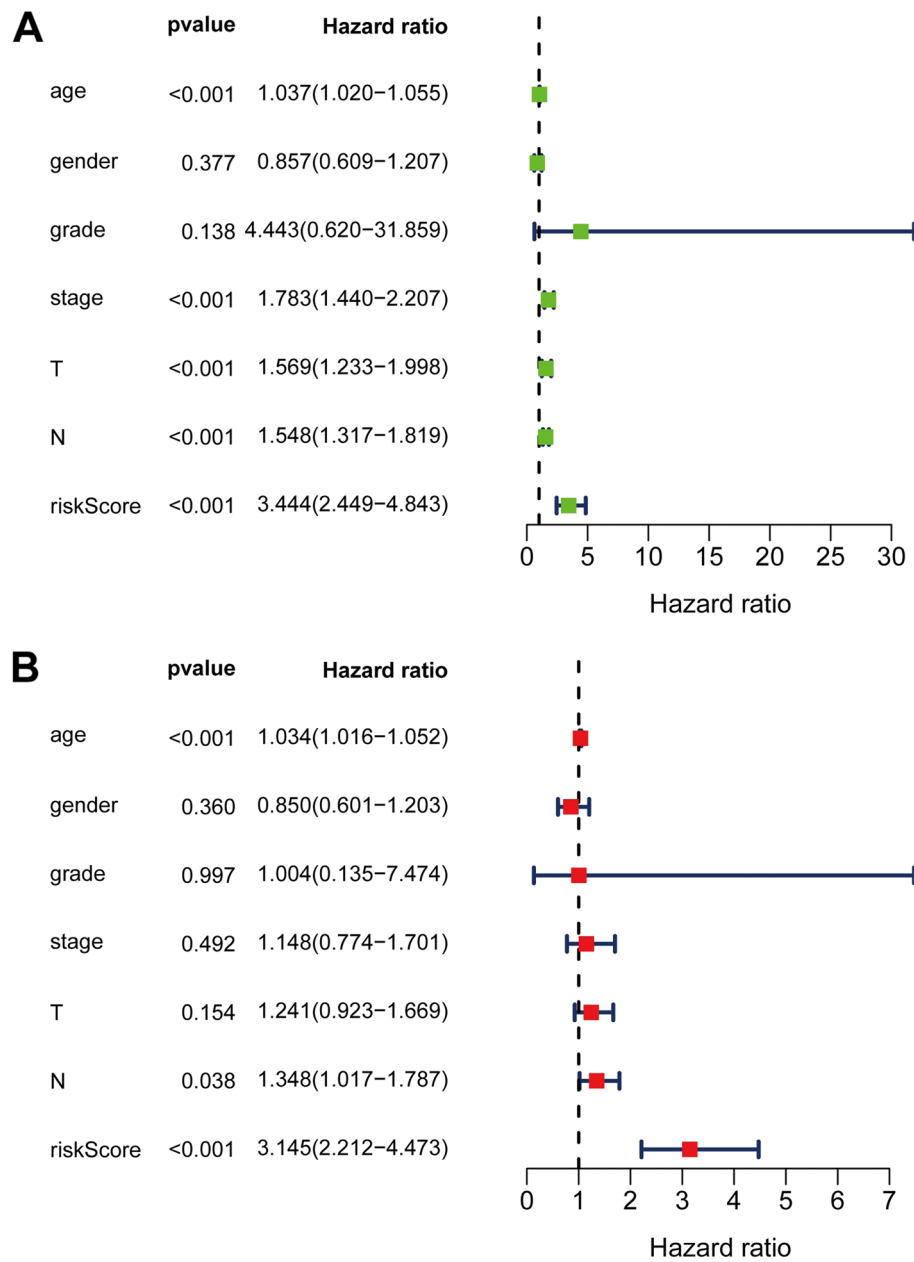 A
pvalue Hazard ratio
age <0.001 1.037(1.020−1.055)
gender 0.377 0.857(0.609−1.207)
grade 0.138 4.443(0.620−31.859)
stage <0.001 1.783(1.440−2.207)
T <0.001 1.569(1.233−1.998)
N <0.001 1.548(1.317−1.819)
riskScore <0.001 3.444(2.449−4.843)
0 5 10 15 20 25 30
Hazard ratio
B
pvalue Hazard ratio
age <0.001 1.034(1.016−1.052)
gender 0.360 0.850(0.601−1.203)
grade 0.997 1.004(0.135−7.474)
stage 0.492 1.148(0.774−1.701)
T 0.154 1.241(0.923−1.669)
N 0.038 1.348(1.017−1.787)
riskScore <0.001 3.145(2.212−4.473)
0 1 2 3 4 5 6 7
Hazard ratio